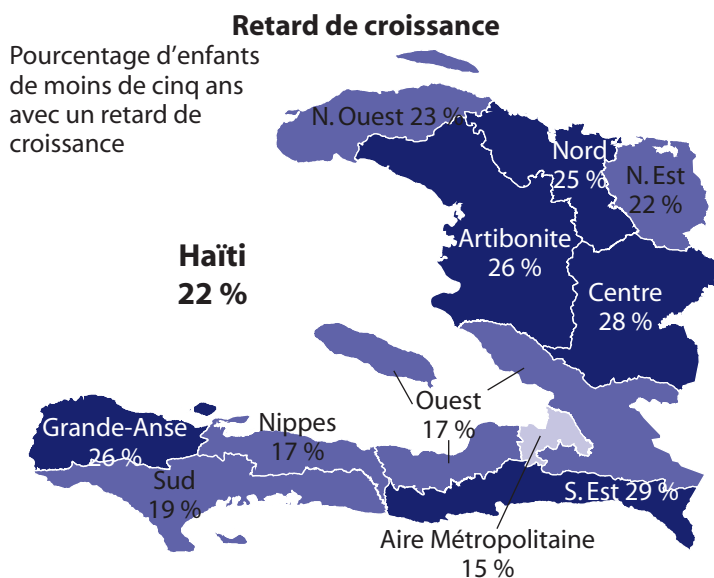 Retard de croissance
Pourcentage d’enfants
de moins de cinq ans
avec un retard de
croissance
N. Ouest 23 %
Nord
25 %
N. Est
22 %
Artibonite
26 %
Haïti
22 %
Centre
28 %
Ouest
17 %
Grande-Anse
26 %
Nippes
17 %
Sud
19 %
S. Est 29 %
Aire Métropolitaine
15 %